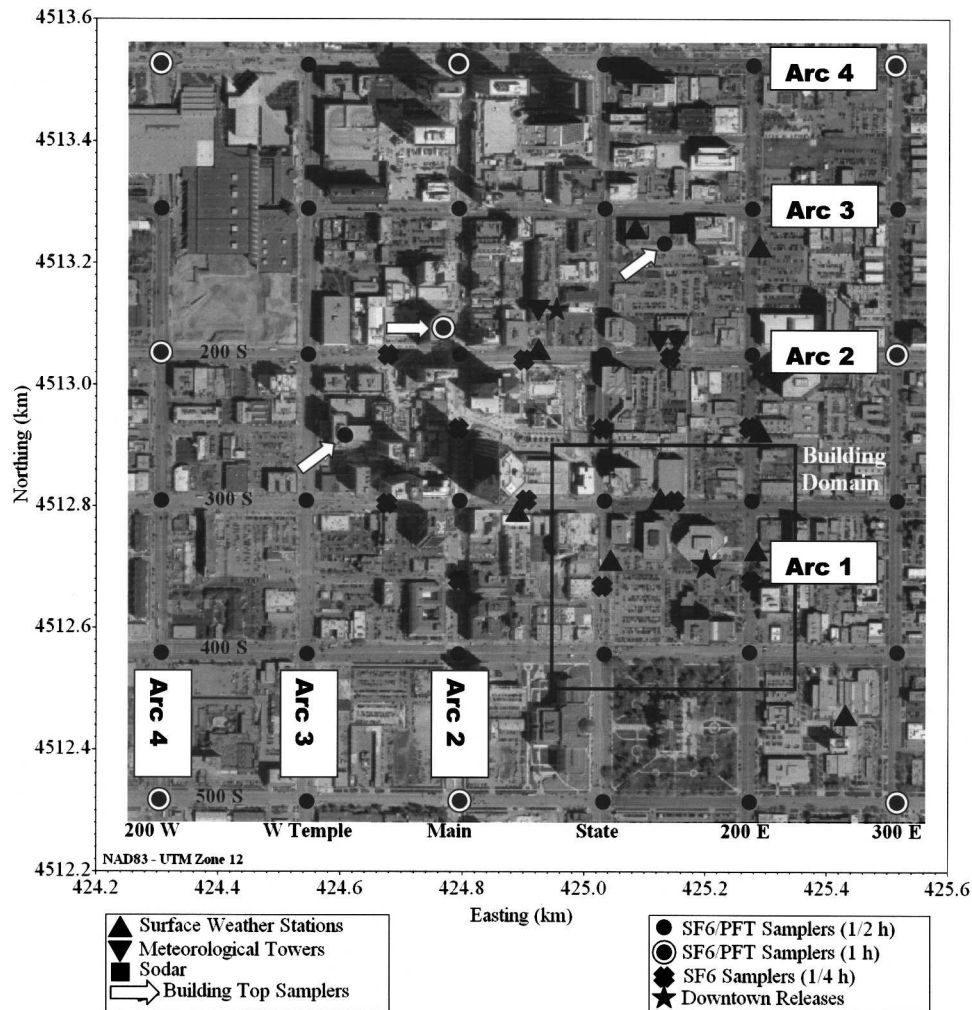 4513.6
Arc 4
4513.4
Arc 3
4513.2
200 S
Arc 2
4513.0
Building
Domain
Northing (km)
300 S
4512.8
Arc 1
4512.6
400 S
Arc 4
Arc 3
Arc 2
4512.4
500 S
200 W
W Temple
Main
State
200 E
300 E
NAD83 - UTM Zone 12
4512.2
424.2
424.4
424.6
424.8
425.0
425.2
425.4
425.6
Easting (km)
Surface Weather Stations
Meteorological Towers
Sodar
Building Top Samplers
SF6/PFT Samplers (1/2 h)
SF6/PFT Samplers (1 h)
SF6 Samplers (1/4 h)
Downtown Releases